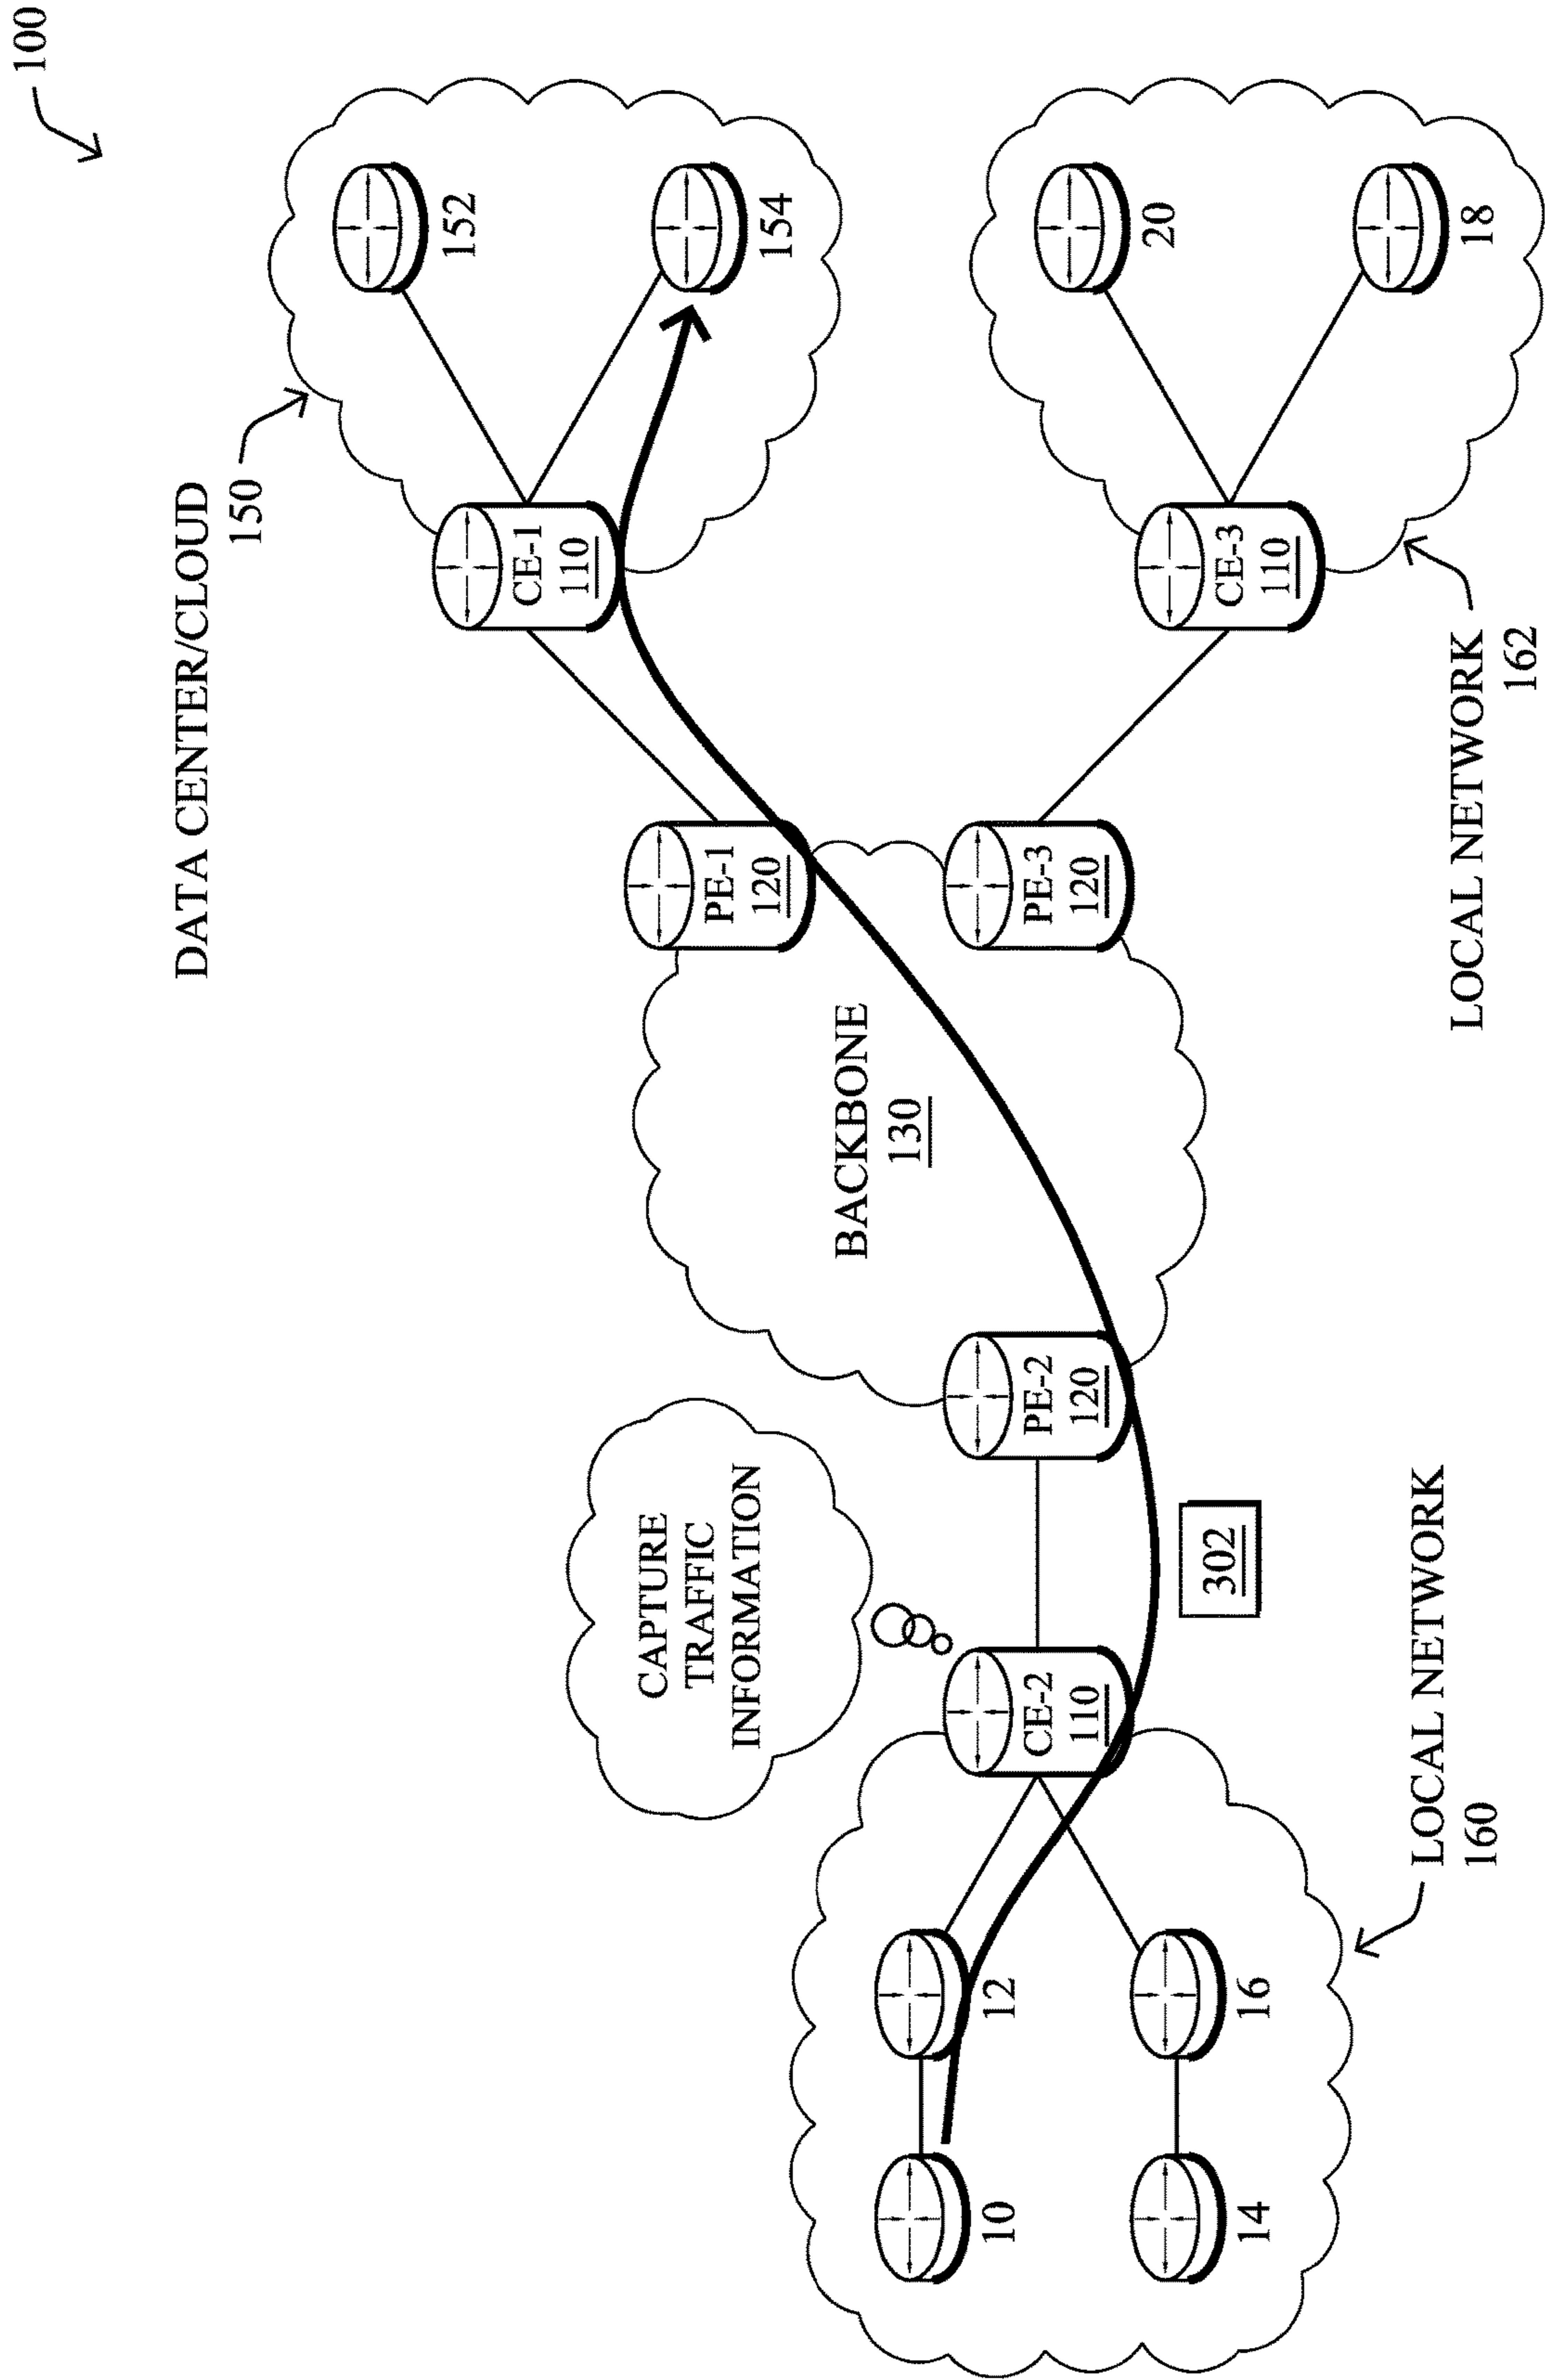 100
DATA CENTER/CLOUD
150
152
CE-1
110
154
PE-1
120
CAPTURE
TRAFFIC
INFORMATION
BACKBONE
130
10
12
CE-2
110
PE-2
120
PE-3
120
CE-3
110
20
14
16
302
18
LOCAL NETWORK
160
LOCAL NETWORK
162